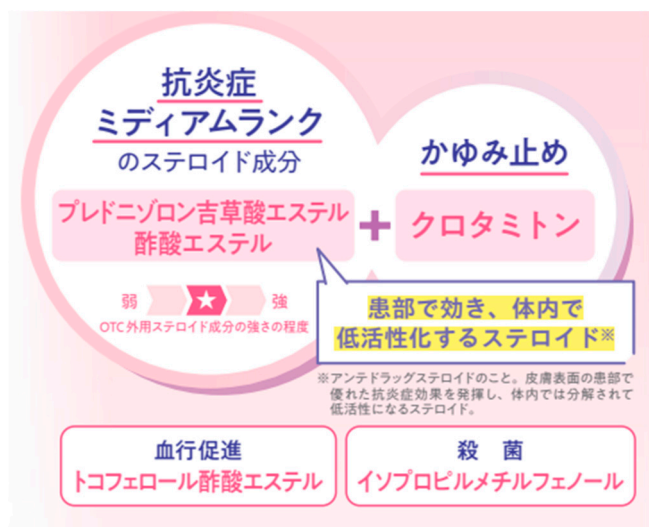 抗炎症
ミディアムランク
のステロイド成分
プレドニゾロン吉草酸エステル
酢酸エステル
弱 ★ 強
OTC外用ステロイド成分の強さの程度
+
かゆみ止め
クロタミトン
患部で効き、体内で
低活性化するステロイド※
※アンテドラッグステロイドのこと。皮膚表面の患部で
優れた抗炎症効果を発揮し、体内では分解されて
低活性になるステロイド。
血行促進
トコフェロール酢酸エステル
殺 菌
イソプロピルメチルフェノール